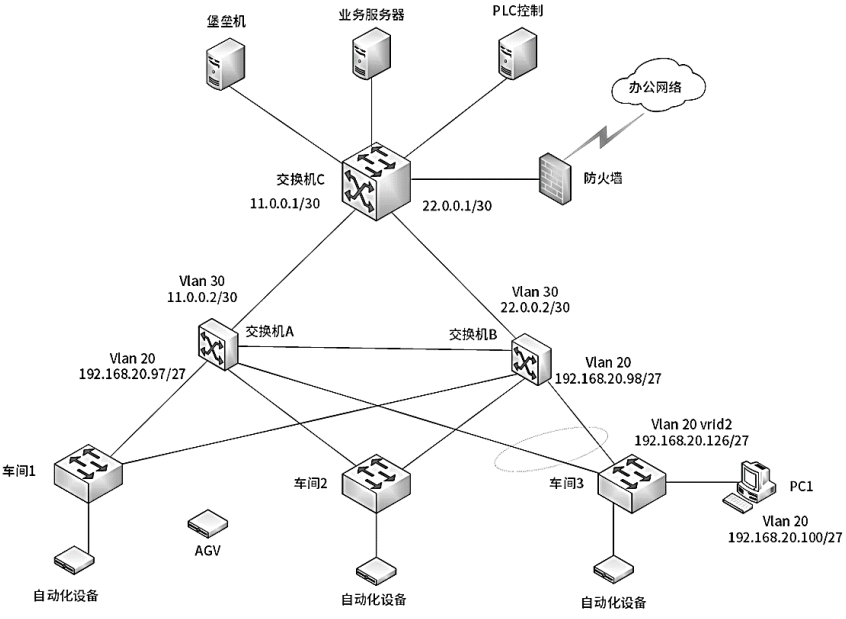 堡垒机
业务服务器
PLC控制
办公网络
交换机C
防火墙
11.0.0.1/30
22.0.0.1/30
Vlan 30
11.0.0.2/30
Vlan 30
22.0.0.2/30
交换机A
交换机B
Vlan 20
192.168.20.97/27
Vlan 20
192.168.20.98/27
Vlan 20 vrid2
192.168.20.126/27
车间1
车间2
车间3
PC1
Vlan 20
192.168.20.100/27
AGV
自动化设备
自动化设备
自动化设备